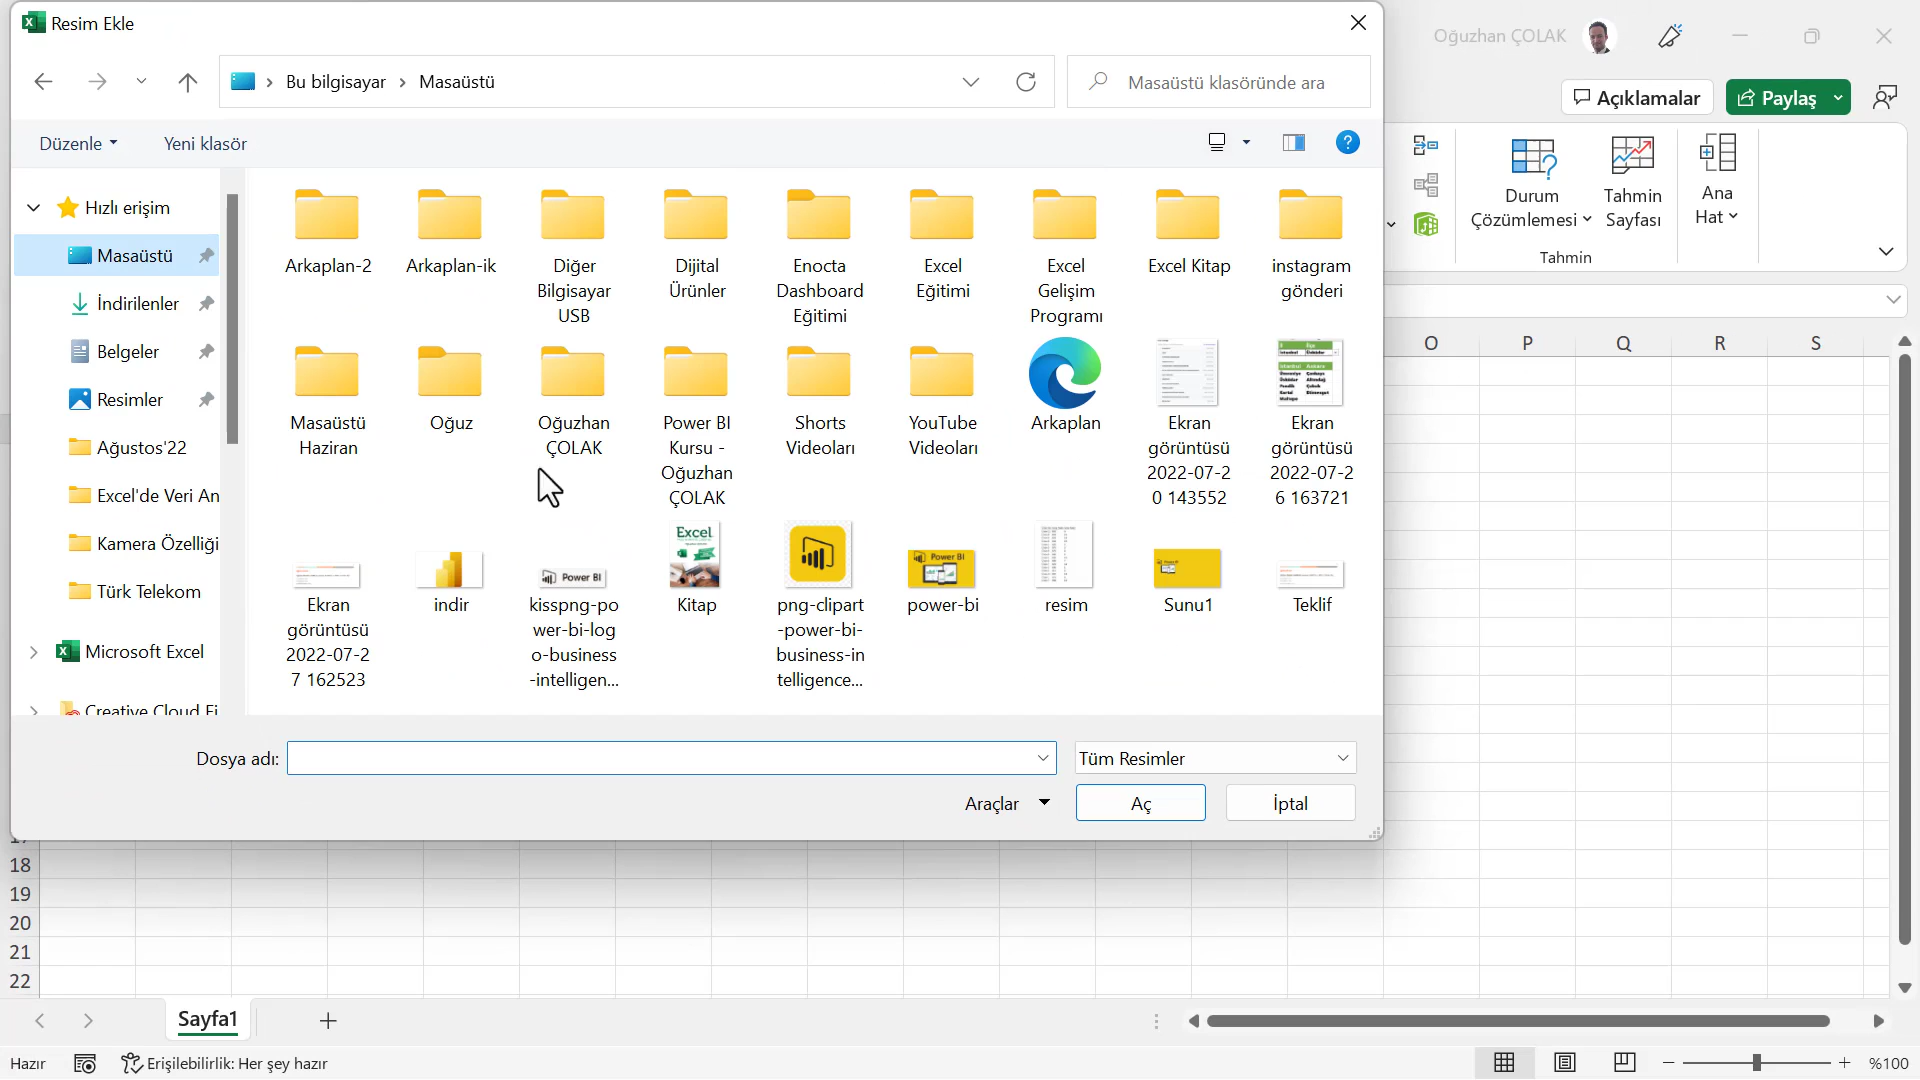 Resim Ekle
Oğuzhan ÇOLAK
Bu bilgisayar
Masaüstü
Masaüstü klasöründe ara
Açıklamalar
Paylaş
Düzenle
Yeni klasör
Durum
Çözümlemesi
Tahmin
Sayfası
Ana
Hat
Tahmin
Hızlı erişim
Masaüstü
İndirilenler
Belgeler
Resimler
Ağustos'22
Excel'de Veri An
Kamera Özelliği
Türk Telekom
Microsoft Excel
Creative Cloud Fi
Arkaplan-2
Arkaplan-ik
Diğer
Bilgisayar
USB
Dijital
Ürünler
Enocta
Dashboard
Eğitimi
Excel
Eğitimi
Excel
Gelişim
Programı
Excel Kitap
instagram
gönderi
Masaüstü
Haziran
Oğuz
Oğuzhan
ÇOLAK
Power BI
Kursu -
Oğuzhan
ÇOLAK
Shorts
Videoları
YouTube
Videoları
Arkaplan
Ekran
görüntüsü
2022-07-2
0 143552
Ekran
görüntüsü
2022-07-2
6 163721
Power BI
Excel
Power BI
Ekran
görüntüsü
2022-07-2
7 162523
indir
kisspng-po
wer-bi-log
o-business
-intelligen...
Kitap
png-clipart
-power-bi-
business-in
telligence...
power-bi
resim
Sunu1
Teklif
Dosya adı:
Tüm Resimler
Araçlar
Aç
İptal
O P Q R S
18
19
20
21
22
Sayfa1
Hazır
Erişilebilirlik: Her şey hazır
%100